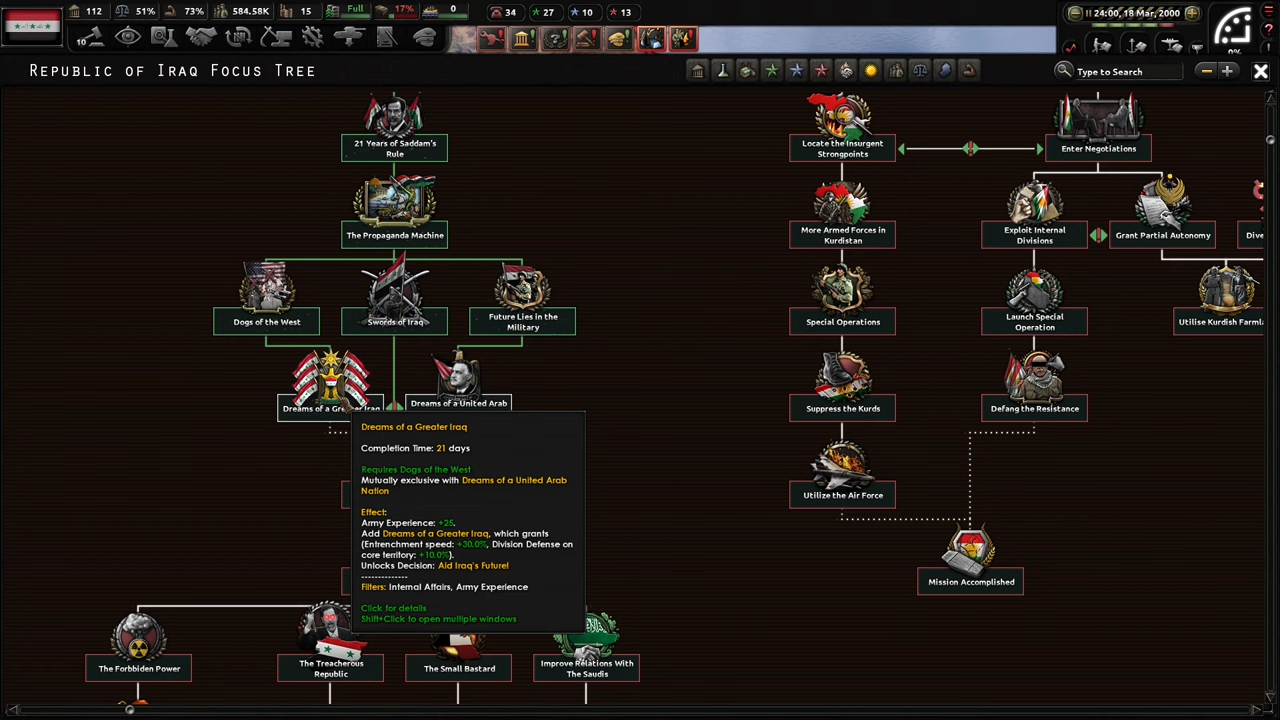 112 51% 73% 584.58K 15 Full 17% 0 34 27 10 13 24:00, 18 Mar, 2000
10
0%
Republic of Iraq Focus Tree
Type to Search
21 Years of Saddam's
Rule
Locate the Insurgent
Strongpoints
Enter Negotiations
The Propaganda Machine
More Armed Forces in
Kurdistan
Exploit Internal
Divisions
Grant Partial Autonomy
Dive
Dogs of the West
Swords of Iraq
Future Lies in the
Military
Special Operations
Launch Special
Operation
Utilise Kurdish Farmla
Dreams of a Greater Iraq
Dreams of a United Arab
Suppress the Kurds
Defang the Resistance
Dreams of a Greater Iraq
Completion Time: 21 days
Requires Dogs of the West
Mutually exclusive with Dreams of a United Arab
Nation
Effect:
Army Experience: +25.
Add Dreams of a Greater Iraq, which grants
(Entrenchment speed: +30.0%, Division Defense on
core territory: +10.0%).
Unlocks Decision: Aid Iraq's Future!
--------------
Filters: Internal Affairs, Army Experience
Click for details
Shift+Click to open multiple windows
Utilize the Air Force
Mission Accomplished
The Forbbiden Power
The Treacherous
Republic
The Small Bastard
Improve Relations With
The Saudis